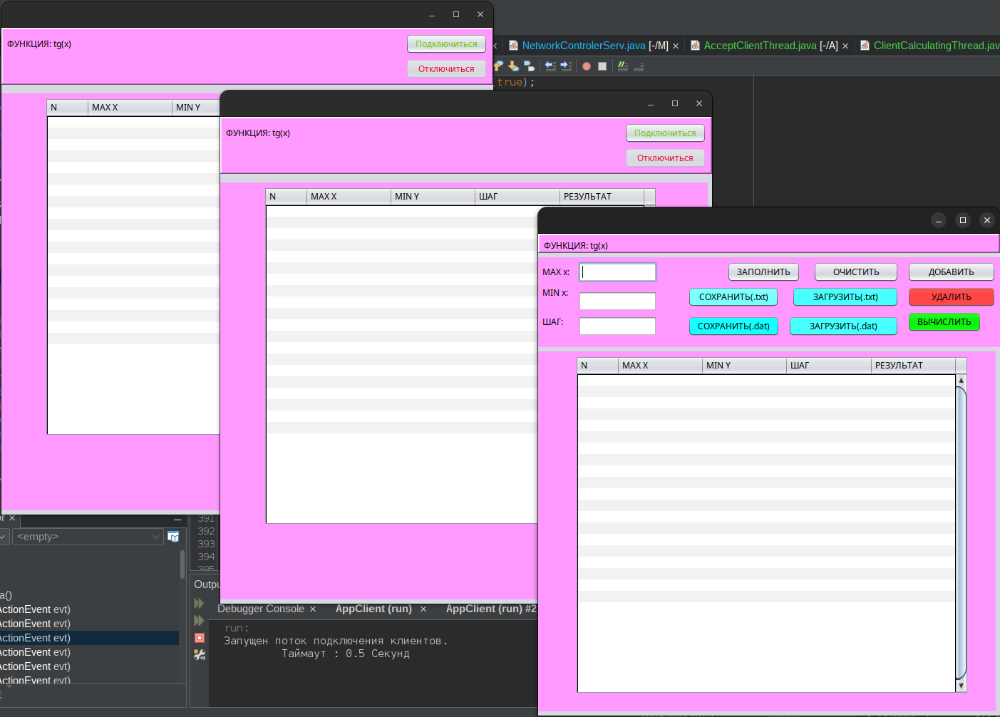 ФУНКЦИЯ: tg(x)
Подключиться
Отключиться
N MAX X MIN Y
NetworkControlerServ.java [-/M] AcceptClientThread.java [-/A] ClientCalculatingThread.jav
true);
ФУНКЦИЯ: tg(x)
Подключиться
Отключиться
N MAX X MIN Y ШАГ РЕЗУЛЬТАТ
ФУНКЦИЯ: tg(x)
MAX x: ЗАПОЛНИТЬ ОЧИСТИТЬ ДОБАВИТЬ
MIN x: СОХРАНИТЬ(.txt) ЗАГРУЗИТЬ(.txt) УДАЛИТЬ
ШАГ: СОХРАНИТЬ(.dat) ЗАГРУЗИТЬ(.dat) ВЫЧИСЛИТЬ
N MAX X MIN Y ШАГ РЕЗУЛЬТАТ
or
<empty>
a()
ActionEvent evt)
ActionEvent evt)
ActionEvent evt)
ActionEvent evt)
ActionEvent evt)
ActionEvent evt)
391
392
393
394
395
Outpu
Debugger Console AppClient (run) AppClient (run) #2
run:
Запущен поток подключения клиентов.
Таймаут : 0.5 Секунд